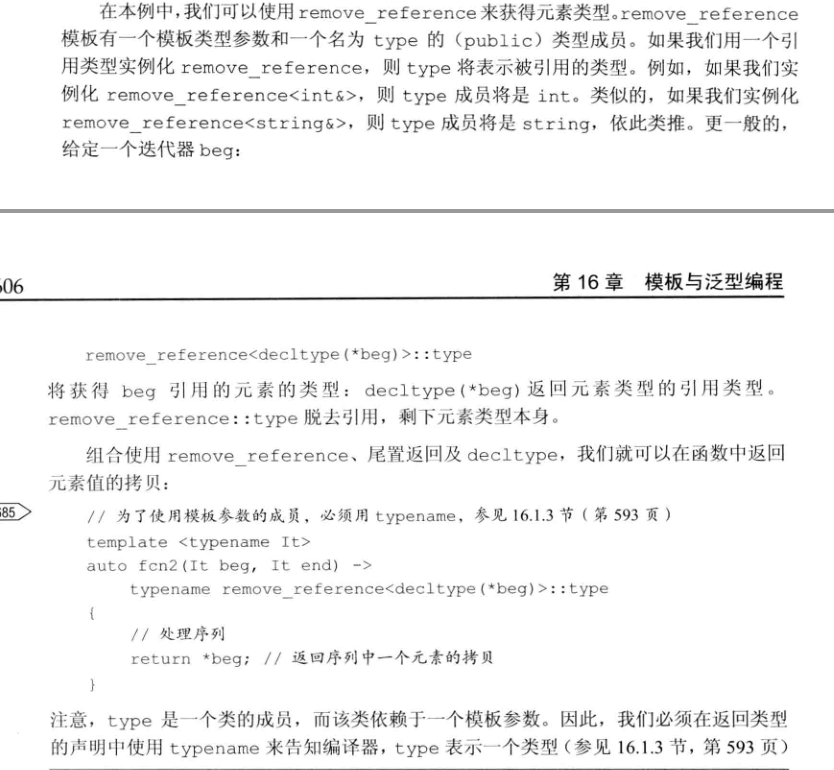 在本例中,我们可以使用remove_reference来获得元素类型。remove_reference
模板有一个模板类型参数和一个名为 type 的（public）类型成员。如果我们用一个引
用类型实例化 remove_reference，则 type 将表示被引用的类型。例如，如果我们实
例化 remove_reference<int&>，则 type 成员将是 int。类似的，如果我们实例化
remove_reference<string&>，则 type 成员将是 string，依此类推。更一般的，
给定一个迭代器 beg：
606
第 16 章 模板与泛型编程
remove_reference<decltype(*beg)>::type
将获得 beg 引用的元素的类型：decltype(*beg)返回元素类型的引用类型。
remove_reference::type 脱去引用，剩下元素类型本身。
组合使用 remove_reference、尾置返回及 decltype，我们就可以在函数中返回
元素值的拷贝：
685
// 为了使用模板参数的成员，必须用 typename，参见 16.1.3 节（第 593 页）
template <typename It>
auto fcn2(It beg, It end) ->
typename remove_reference<decltype(*beg)>::type
{
// 处理序列
return *beg; // 返回序列中一个元素的拷贝
}
注意，type 是一个类的成员，而该类依赖于一个模板参数。因此，我们必须在返回类型
的声明中使用 typename 来告知编译器，type 表示一个类型（参见 16.1.3 节，第 593 页）